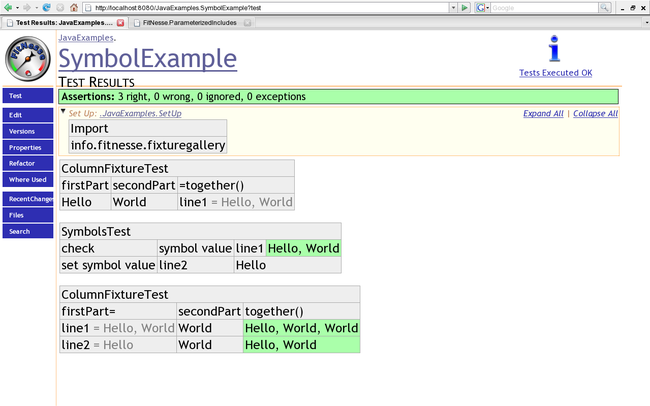 http://localhost:8080/JavaExamples.SymbolExample?test
Google
Test Results: JavaExamples....
FitNesse.ParameterizedIncludes
FitNesse
JavaExamples.
SymbolExample
Test Results
Tests Executed OK
Test
Edit
Versions
Properties
Refactor
Where Used
RecentChanges
Files
Search
Assertions: 3 right, 0 wrong, 0 ignored, 0 exceptions
Set Up: .JavaExamples.SetUp
Expand All | Collapse All
Import
info.fitnesse.fixturegallery
ColumnFixtureTest
firstPart secondPart =together()
Hello World line1 = Hello, World
SymbolsTest
check symbol value line1 Hello, World
set symbol value line2 Hello
ColumnFixtureTest
firstPart= secondPart together()
line1 = Hello, World World Hello, World, World
line2 = Hello World Hello, World